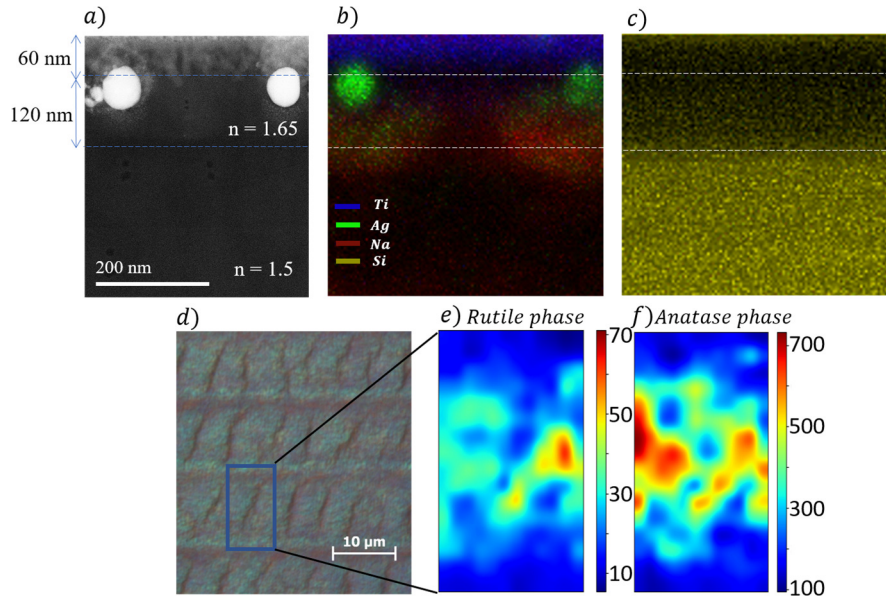 a)
b)
c)
60 nm
120 nm
n = 1.65
200 nm
n = 1.5
Ti
Ag
Na
Si
d)
e) Rutile phase
f) Anatase phase
10 µm
70
50
30
10
700
500
300
100